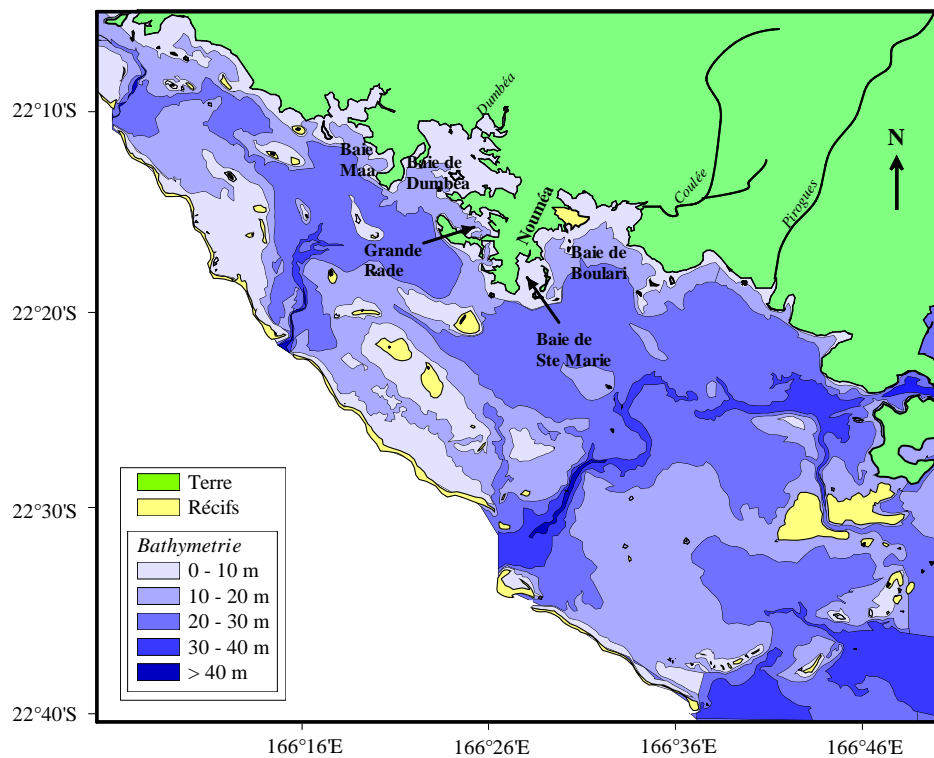 22°10'S
22°20'S
22°30'S
22°40'S
Dumbéa
N
Baie
Maa
Baie de
Dumbéa
Coulée
Pirogues
Nouméa
Grande
Rade
Baie de
Boulari
Baie de
Ste Marie
Terre
Récifs
Bathymetrie
0 - 10 m
10 - 20 m
20 - 30 m
30 - 40 m
> 40 m
166°16'E
166°26'E
166°36'E
166°46'E